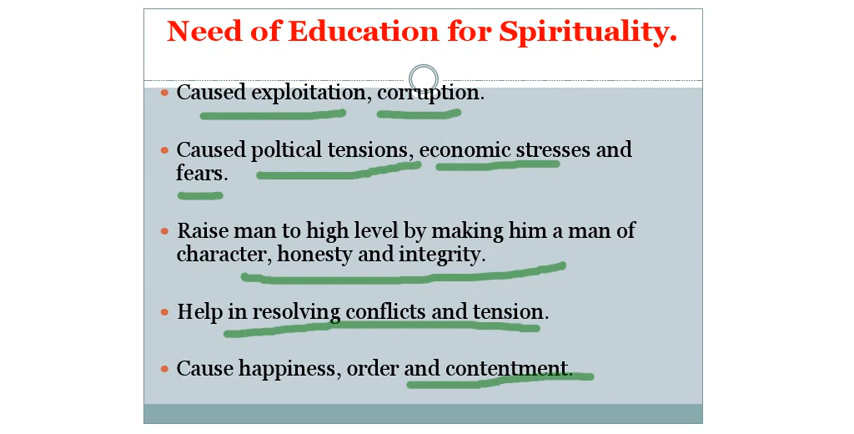 Need of Education for Spirituality.
• Caused exploitation, corruption.
• Caused poltical tensions, economic stresses and
fears.
• Raise man to high level by making him a man of
character, honesty and integrity.
• Help in resolving conflicts and tension.
• Cause happiness, order and contentment.